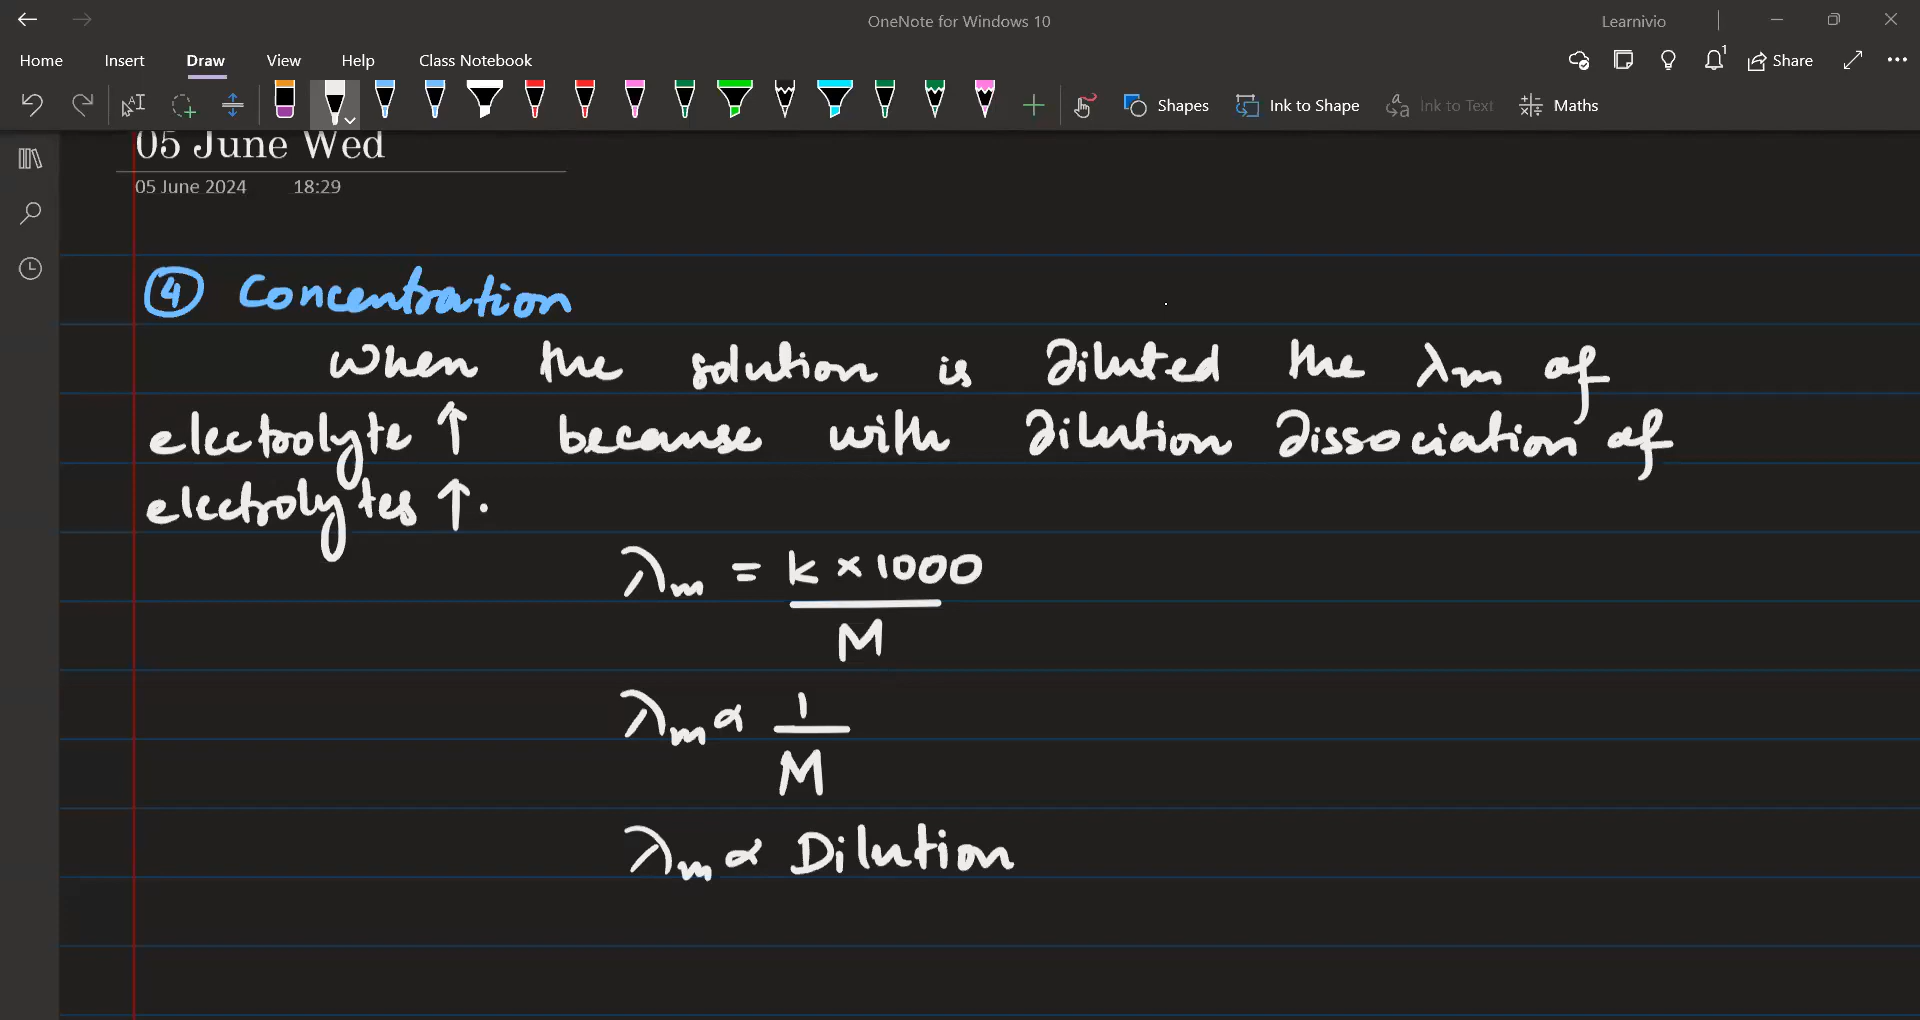 OneNote for Windows 10
Learnivio
Home Insert Draw View Help Class Notebook
1
Share
Shapes Ink to Shape Ink to Text Maths
05 June Wed
05 June 2024 18:29
④ Concentration
When the solution is diluted the λm of
electrolyte ↑ because with dilution dissociation of
electrolytes ↑.
λm = k × 1000
M
λm ∝ 1
M
λm ∝ Dilution